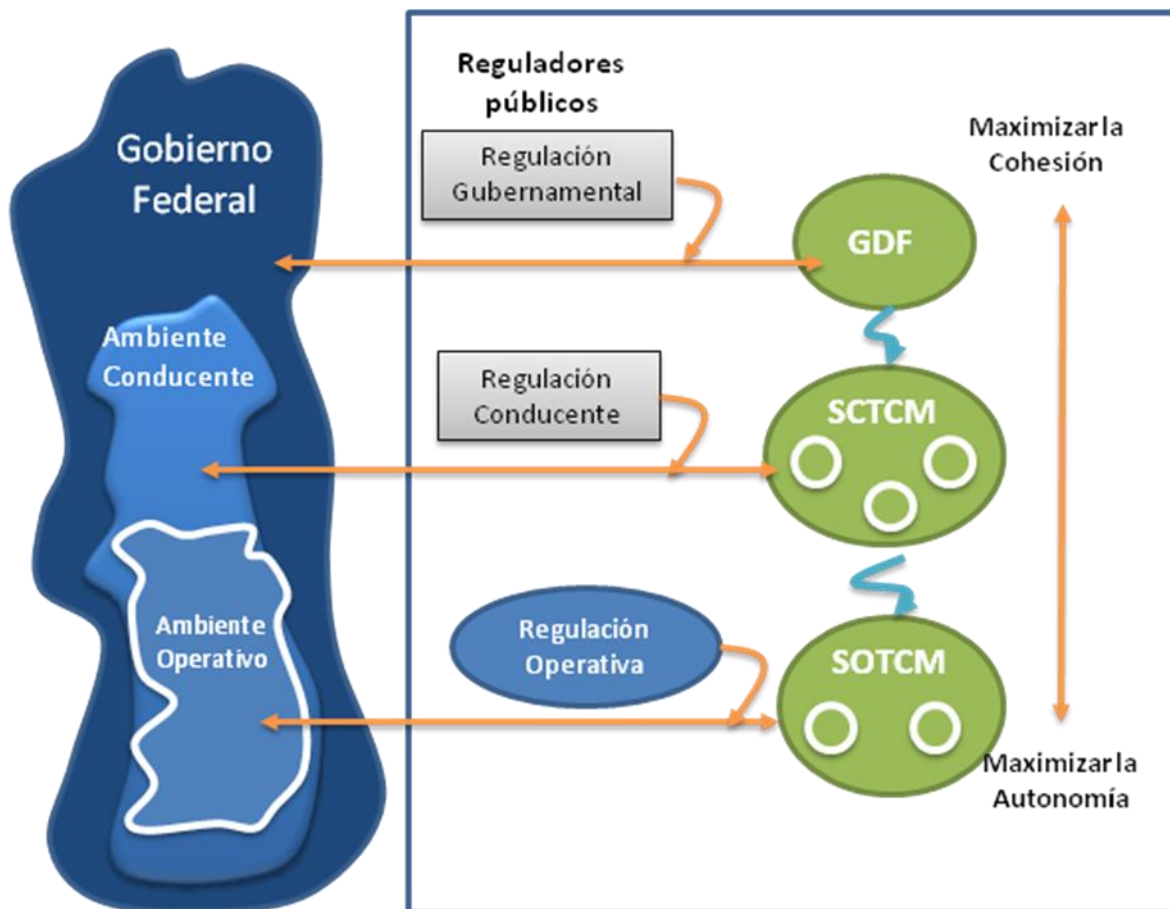 Gobierno
Federal
Ambiente
Conducente
Ambiente
Operativo
Reguladores
públicos
Regulación
Gubernamental
Regulación
Conducente
Regulación
Operativa
GDF
SCTCM
SOTCM
Maximizar la
Cohesión
Maximizar la
Autonomía